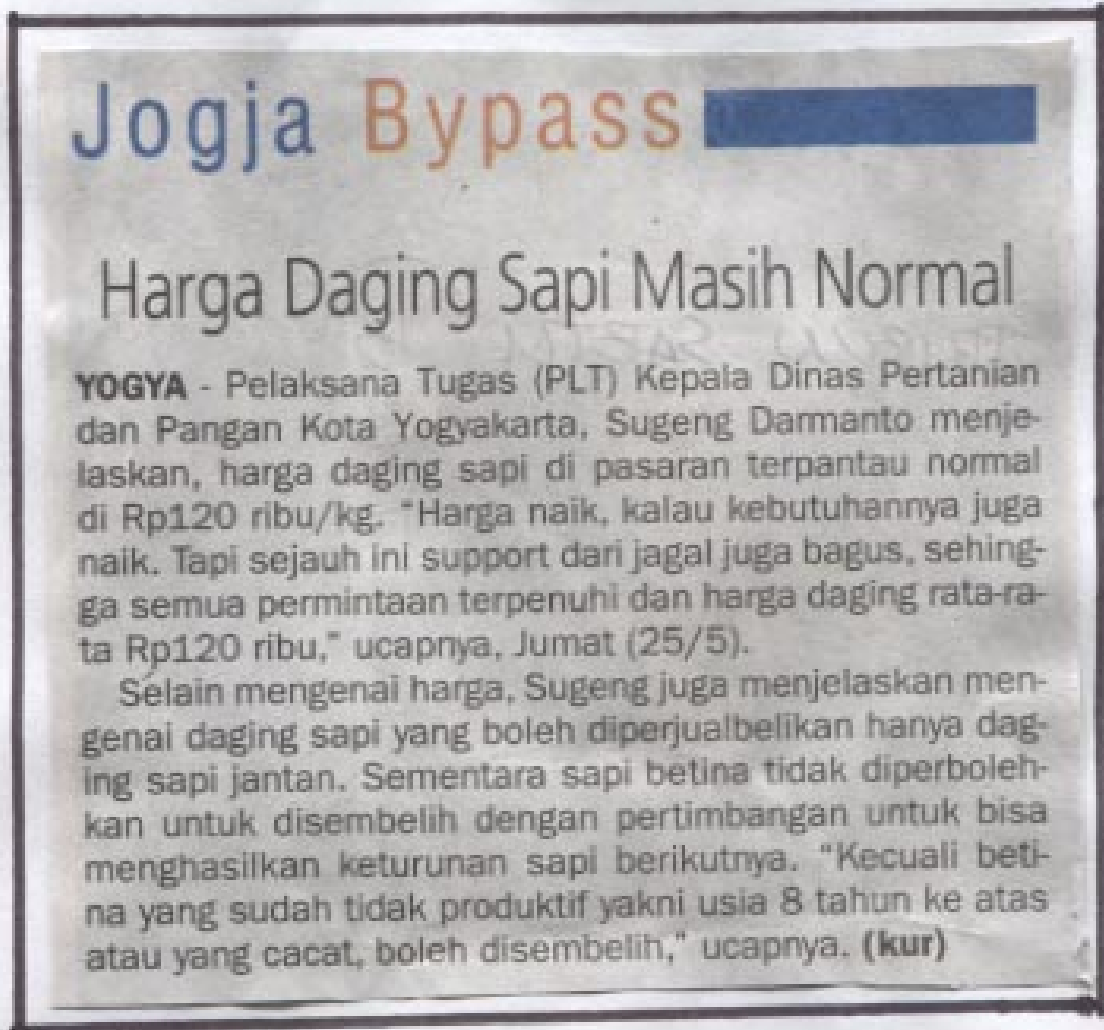 Jogja Bypass
Harga Daging Sapi Masih Normal
YOGYA - Pelaksana Tugas (PLT) Kepala Dinas Pertanian
dan Pangan Kota Yogyakarta, Sugeng Darmanto menje-
laskan, harga daging sapi di pasaran terpantau normal
di Rp120 ribu/kg. "Harga naik, kalau kebutuhannya juga
naik. Tapi sejauh ini support dari jagal juga bagus, sehing-
ga semua permintaan terpenuhi dan harga daging rata-ra-
ta Rp120 ribu," ucapnya, Jumat (25/5).
Selain mengenai harga, Sugeng juga menjelaskan men-
genai daging sapi yang boleh diperjualbelikan hanya dag-
ing sapi jantan. Sementara sapi betina tidak diperboleh-
kan untuk disembelih dengan pertimbangan untuk bisa
menghasilkan keturunan sapi berikutnya. "Kecuali beti-
na yang sudah tidak produktif yakni usia 8 tahun ke atas
atau yang cacat, boleh disembelih," ucapnya. (kur)